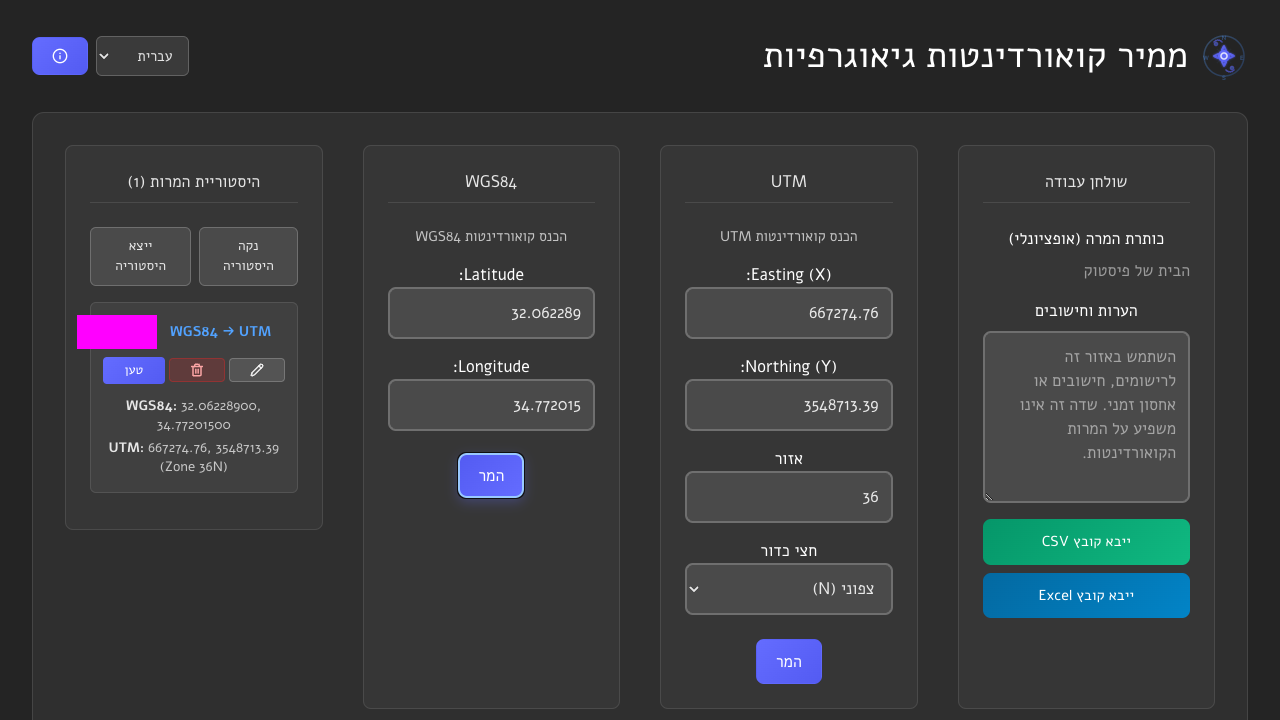 ממיר קואורדינטות גיאוגרפיות
עברית
שולחן עבודה
כותרת המרה (אופציונלי)
הבית של פיסטוק
הערות וחישובים
השתמש באזור זה
לרישומים, חישובים או
אחסון זמני. שדה זה אינו
משפיע על המרות
הקואורדינטות.
ייבא קובץ CSV
ייבא קובץ Excel
UTM
הכנס קואורדינטות UTM
Easting (X):
667274.76
Northing (Y):
3548713.39
אזור
36
חצי כדור
צפוני (N)
המר
WGS84
הכנס קואורדינטות WGS84
Latitude:
32.062289
Longitude:
34.772015
המר
היסטוריית המרות (1)
נקה
היסטוריה
ייצא
היסטוריה
WGS84 → UTM
טען
WGS84: 32.06228900,
34.77201500
UTM: 667274.76, 3548713.39
(Zone 36N)